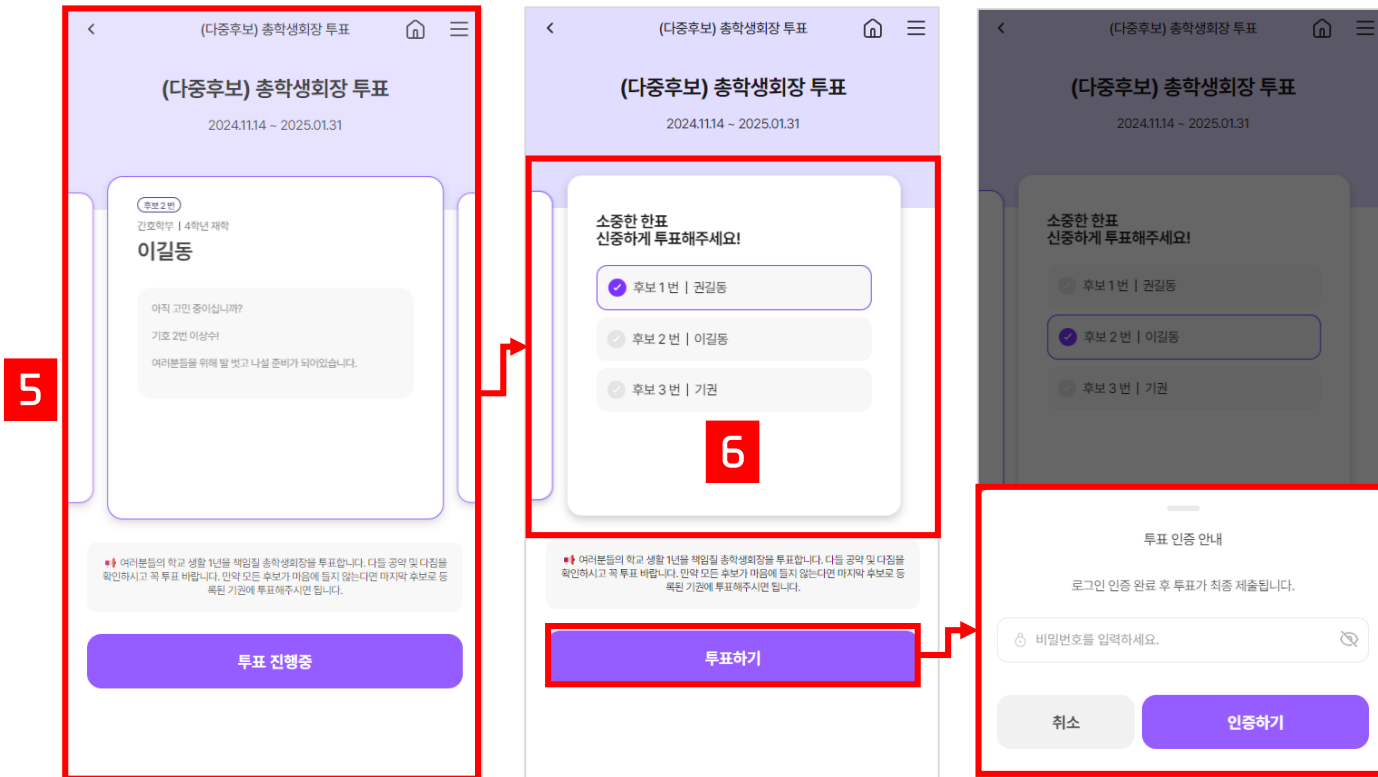 5
(다중후보) 총학생회장 투표
(다중후보) 총학생회장 투표
2024.11.14 ~ 2025.01.31
후보 2 번
간호학부 | 4학년 재학
이길동
아직 고민 중이십니까?
기호 2번 이상수!
여러분들을 위해 발 벗고 나설 준비가 되어있습니다.
여러분들의 학교 생활 1년을 책임질 총학생회장을 투표합니다. 다들 공약 및 다짐을
확인하시고 꼭 투표 바랍니다. 만약 모든 후보가 마음에 들지 않는다면 마지막 후보로 등
록된 기권에 투표해주시면 됩니다.
투표 진행중
(다중후보) 총학생회장 투표
(다중후보) 총학생회장 투표
2024.11.14 ~ 2025.01.31
소중한 한표
신중하게 투표해주세요!
후보 1 번 | 권길동
후보 2 번 | 이길동
후보 3 번 | 기권
6
여러분들의 학교 생활 1년을 책임질 총학생회장을 투표합니다. 다들 공약 및 다짐을
확인하시고 꼭 투표 바랍니다. 만약 모든 후보가 마음에 들지 않는다면 마지막 후보로 등
록된 기권에 투표해주시면 됩니다.
투표하기
(다중후보) 총학생회장 투표
(다중후보) 총학생회장 투표
2024.11.14 ~ 2025.01.31
소중한 한표
신중하게 투표해주세요!
후보 1 번 | 권길동
후보 2 번 | 이길동
후보 3 번 | 기권
투표 인증 안내
로그인 인증 완료 후 투표가 최종 제출됩니다.
비밀번호를 입력하세요.
취소
인증하기